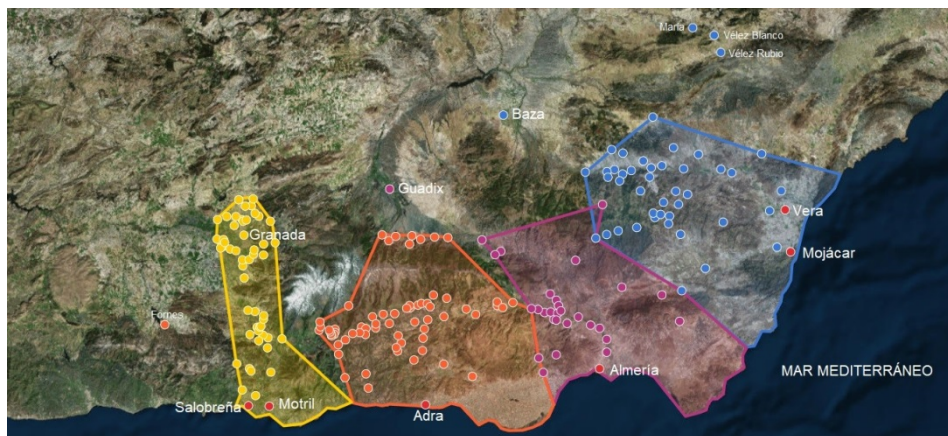 María
Vélez Blanco
Vélez Rubio
Baza
Guadix
Vera
Granada
Mojácar
Fornes
Almería
MAR MEDITERRÁNEO
Salobreña
Motril
Adra